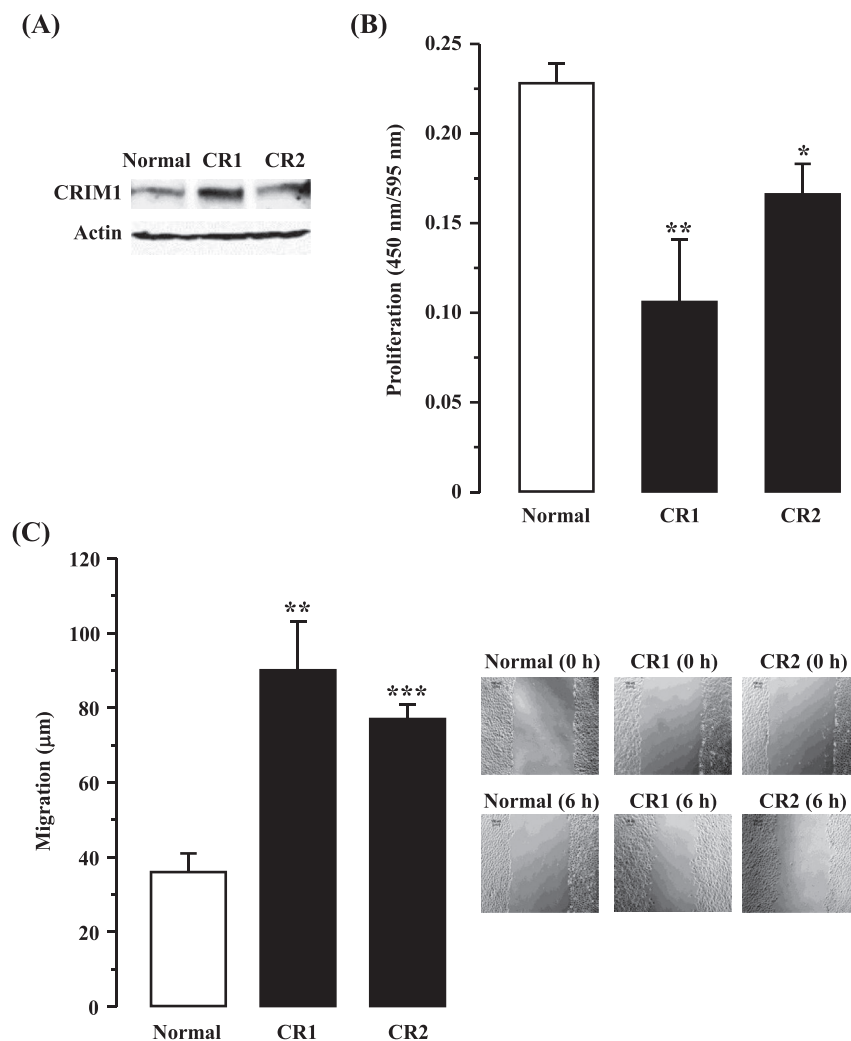 (A)
Normal CR1 CR2
CRIM1
Actin
(B)
Proliferation (450 nm/595 nm)
0.25
0.20
0.15
0.10
0.05
0
**
*
Normal CR1 CR2
(C)
Migration (μm)
120
100
80
60
40
20
0
**
***
Normal CR1 CR2
Normal (0 h) CR1 (0 h) CR2 (0 h)
Normal (6 h) CR1 (6 h) CR2 (6 h)